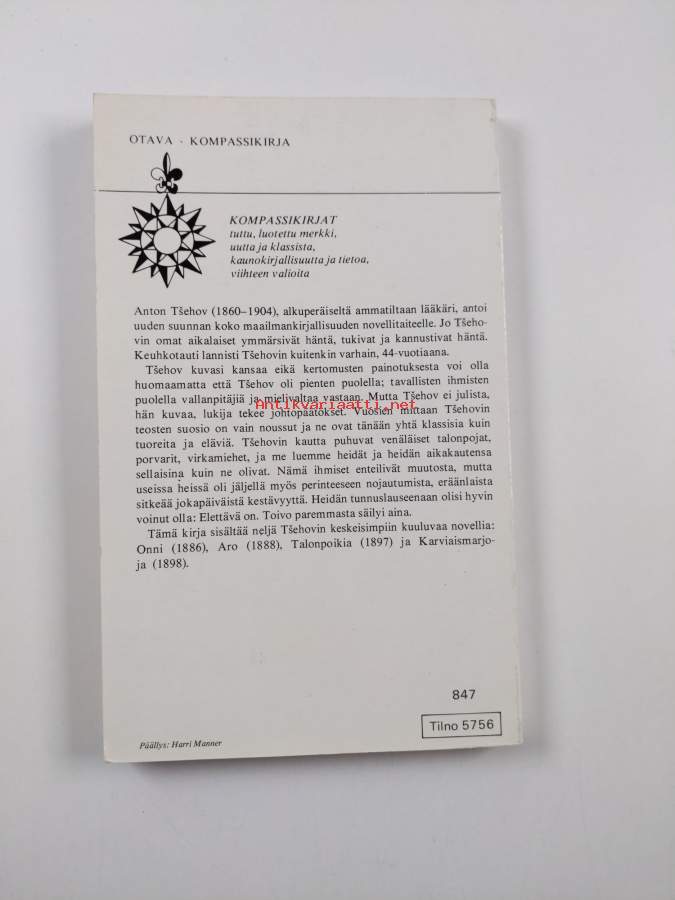 OTAVA · KOMPASSIKIRJA
KOMPASSIKIRJAT
tuttu, luotettu merkki,
uutta ja klassista,
kaunokirjallisuutta ja tietoa,
viihteen valioita
Anton Tšehov (1860–1904), alkuperäiseltä ammatiltaan lääkäri, antoi
uuden suunnan koko maailmankirjallisuuden novellitaiteelle. Jo Tšeho-
vin omat aikalaiset ymmärsivät häntä, tukivat ja kannustivat häntä.
Keuhkotauti lannisti Tšehovin kuitenkin varhain, 44-vuotiaana.
Tšehov kuvasi kansaa eikä kertomusten painotuksesta voi olla
huomaamatta että Tšehov oli pienten puolella; tavallisten ihmisten
puolella vallanpitäjiä ja mielivaltaa vastaan. Mutta Tšehov ei julista,
Antikvariaatti.net
hän kuvaa, lukija tekee johtopäätökset. Vuosien mittaan Tšehovin
teosten suosio on vain noussut ja ne ovat tänään yhtä klassisia kuin
tuoreita ja eläviä. Tšehovin kautta puhuvat venäläiset talonpojat,
porvarit, virkamiehet, ja me luemme heidät ja heidän aikakautensa
sellaisina kuin ne olivat. Nämä ihmiset enteilivät muutosta, mutta
useissa heissä oli jäljellä myös perinteeseen nojautumista, eräänlaista
sitkeää jokapäiväistä kestävyyttä. Heidän tunnuslauseenaan olisi hyvin
voinut olla: Elettävä on. Toivo paremmasta säilyi aina.
Tämä kirja sisältää neljä Tšehovin keskeisimpiin kuuluvaa novellia:
Onni (1886), Aro (1888), Talonpoikia (1897) ja Karviaismarjo-
ja (1898).
847
Tilno 5756
Päällys: Harri Manner